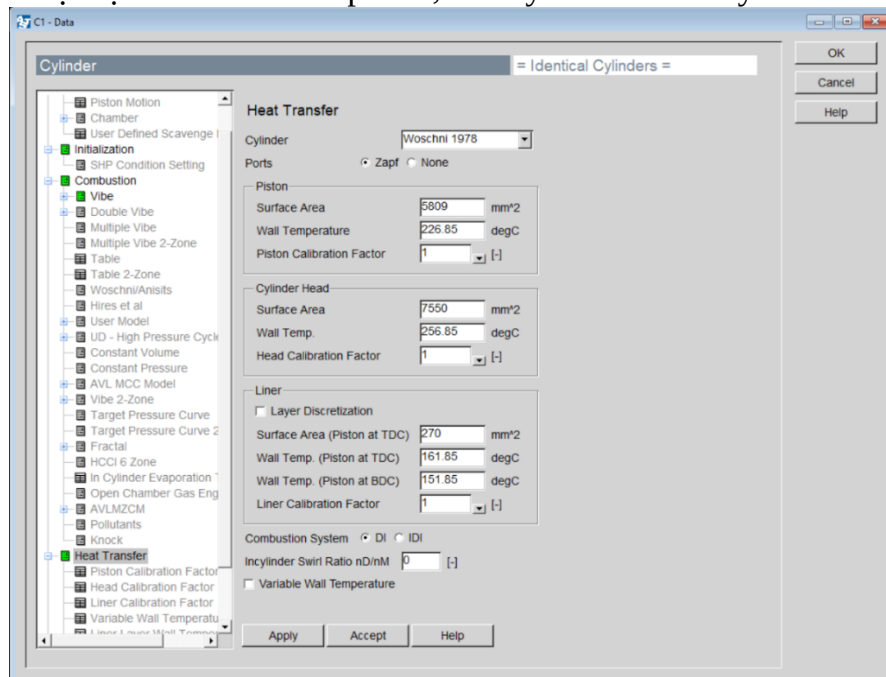 C1 - Data
Cylinder
= Identical Cylinders =
OK
Cancel
Help
Piston Motion
Chamber
User Defined Scavenge
Initialization
SHP Condition Setting
Combustion
Vibe
Double Vibe
Multiple Vibe
Multiple Vibe 2-Zone
Table
Table 2-Zone
Woschni/Anisits
Hires et al
User Model
UD - High Pressure Cycle
Constant Volume
Constant Pressure
AVL MCC Model
Vibe 2-Zone
Target Pressure Curve
Target Pressure Curve 2
Fractal
HCCI 6 Zone
In Cylinder Evaporation
Open Chamber Gas Eng
AVLMZCM
Pollutants
Knock
Heat Transfer
Piston Calibration Factor
Head Calibration Factor
Liner Calibration Factor
Variable Wall Temperatu
Heat Transfer
Cylinder Woschni 1978
Ports Zapf None
Piston
Surface Area 5809 mm^2
Wall Temperature 226.85 degC
Piston Calibration Factor 1 [-]
Cylinder Head
Surface Area 7550 mm^2
Wall Temp. 256.85 degC
Head Calibration Factor 1 [-]
Liner
Layer Discretization
Surface Area (Piston at TDC) 270 mm^2
Wall Temp. (Piston at TDC) 161.85 degC
Wall Temp. (Piston at BDC) 151.85 degC
Liner Calibration Factor 1 [-]
Combustion System DI IDI
Incylinder Swirl Ratio nD/nM 0 [-]
Variable Wall Temperature
Apply Accept Help